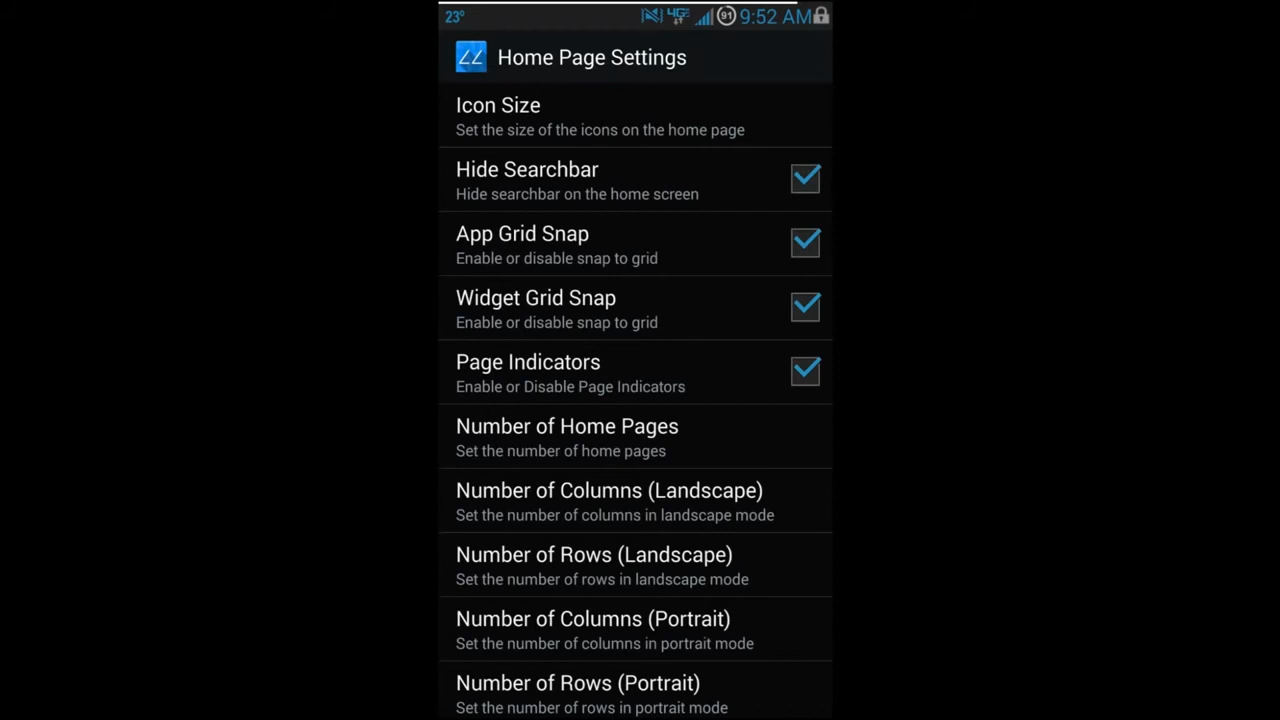 23° 4G 91 9:52 AM
Home Page Settings
Icon Size
Set the size of the icons on the home page
Hide Searchbar
Hide searchbar on the home screen
App Grid Snap
Enable or disable snap to grid
Widget Grid Snap
Enable or disable snap to grid
Page Indicators
Enable or Disable Page Indicators
Number of Home Pages
Set the number of home pages
Number of Columns (Landscape)
Set the number of columns in landscape mode
Number of Rows (Landscape)
Set the number of rows in landscape mode
Number of Columns (Portrait)
Set the number of columns in portrait mode
Number of Rows (Portrait)
Set the number of rows in portrait mode